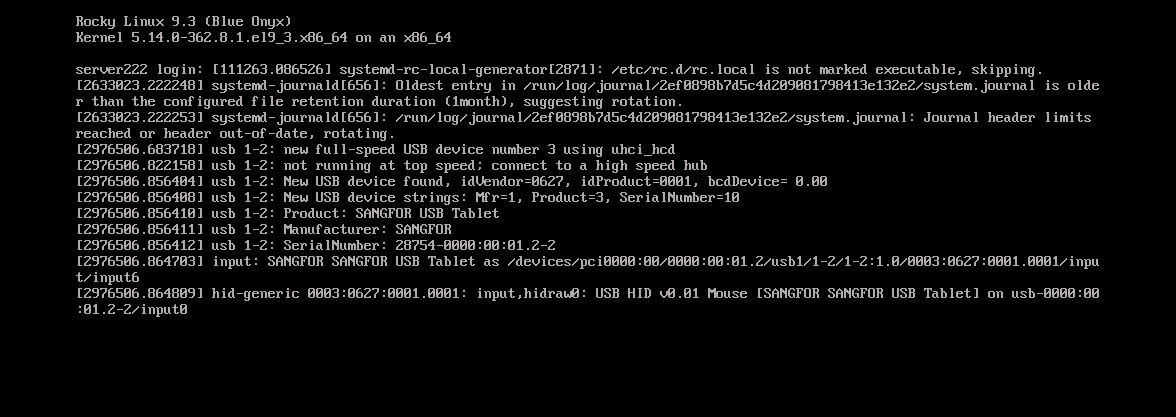 Rocky Linux 9.3 (Blue Onyx)
Kernel 5.14.0-362.8.1.el9_3.x86_64 on an x86_64
server222 login: [111263.086526] systemd-rc-local-generator[2871]: /etc/rc.d/rc.local is not marked executable, skipping.
[2633023.222248] systemd-journald[656]: Oldest entry in /run/log/journal/2ef0898b7d5c4d209081798413e132e2/system.journal is olde
r than the configured file retention duration (1month), suggesting rotation.
[2633023.222253] systemd-journald[656]: /run/log/journal/2ef0898b7d5c4d209081798413e132e2/system.journal: Journal header limits
reached or header out-of-date, rotating.
[2976506.683718] usb 1-2: new full-speed USB device number 3 using uhci_hcd
[2976506.822158] usb 1-2: not running at top speed; connect to a high speed hub
[2976506.856404] usb 1-2: New USB device found, idVendor=0627, idProduct=0001, bcdDevice= 0.00
[2976506.856408] usb 1-2: New USB device strings: Mfr=1, Product=3, SerialNumber=10
[2976506.856410] usb 1-2: Product: SANGFOR USB Tablet
[2976506.856411] usb 1-2: Manufacturer: SANGFOR
[2976506.856412] usb 1-2: SerialNumber: 28754-0000:00:01.2-2
[2976506.864703] input: SANGFOR SANGFOR USB Tablet as /devices/pci0000:00/0000:00:01.2/usb1/1-2/1-2:1.0/0003:0627:0001.0001/inpu
t/input6
[2976506.864809] hid-generic 0003:0627:0001.0001: input,hidraw0: USB HID v0.01 Mouse [SANGFOR SANGFOR USB Tablet] on usb-0000:00
:01.2-2/input0